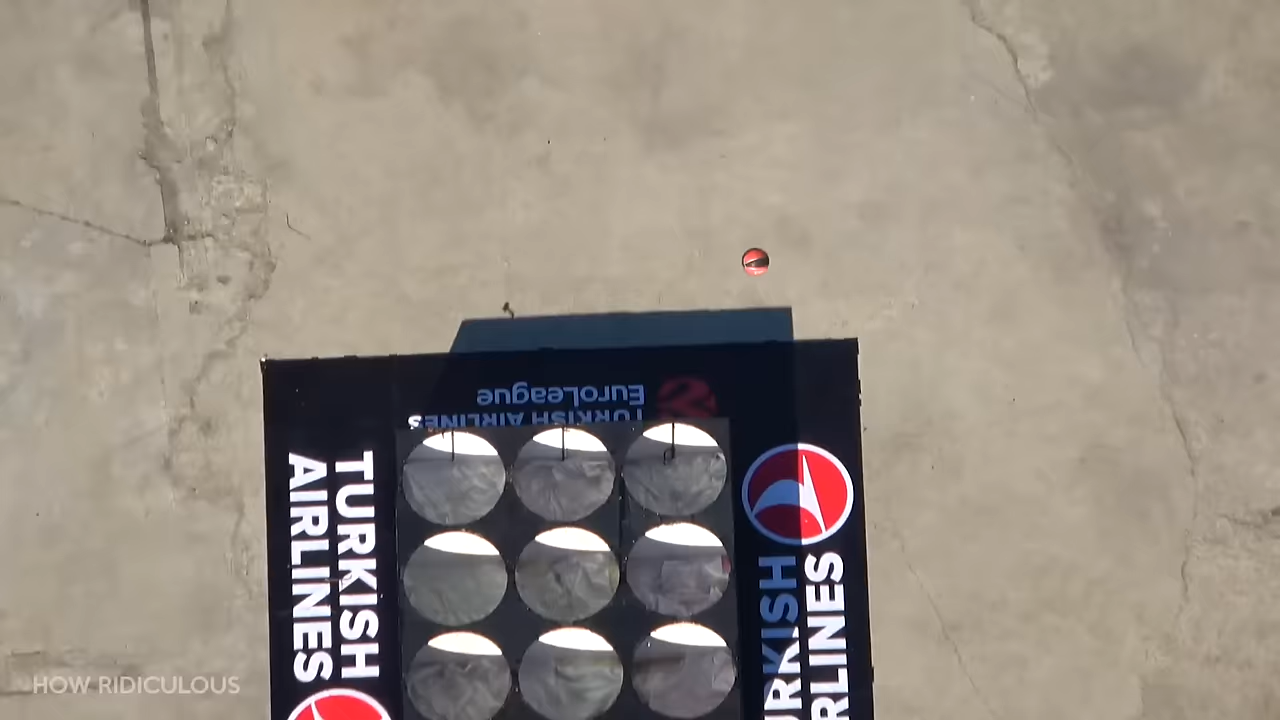 EuroLeague
TURKISH AIRLINES
TURKISH
AIRLINES
TURKISH
AIRLINES
HOW RIDICULOUS